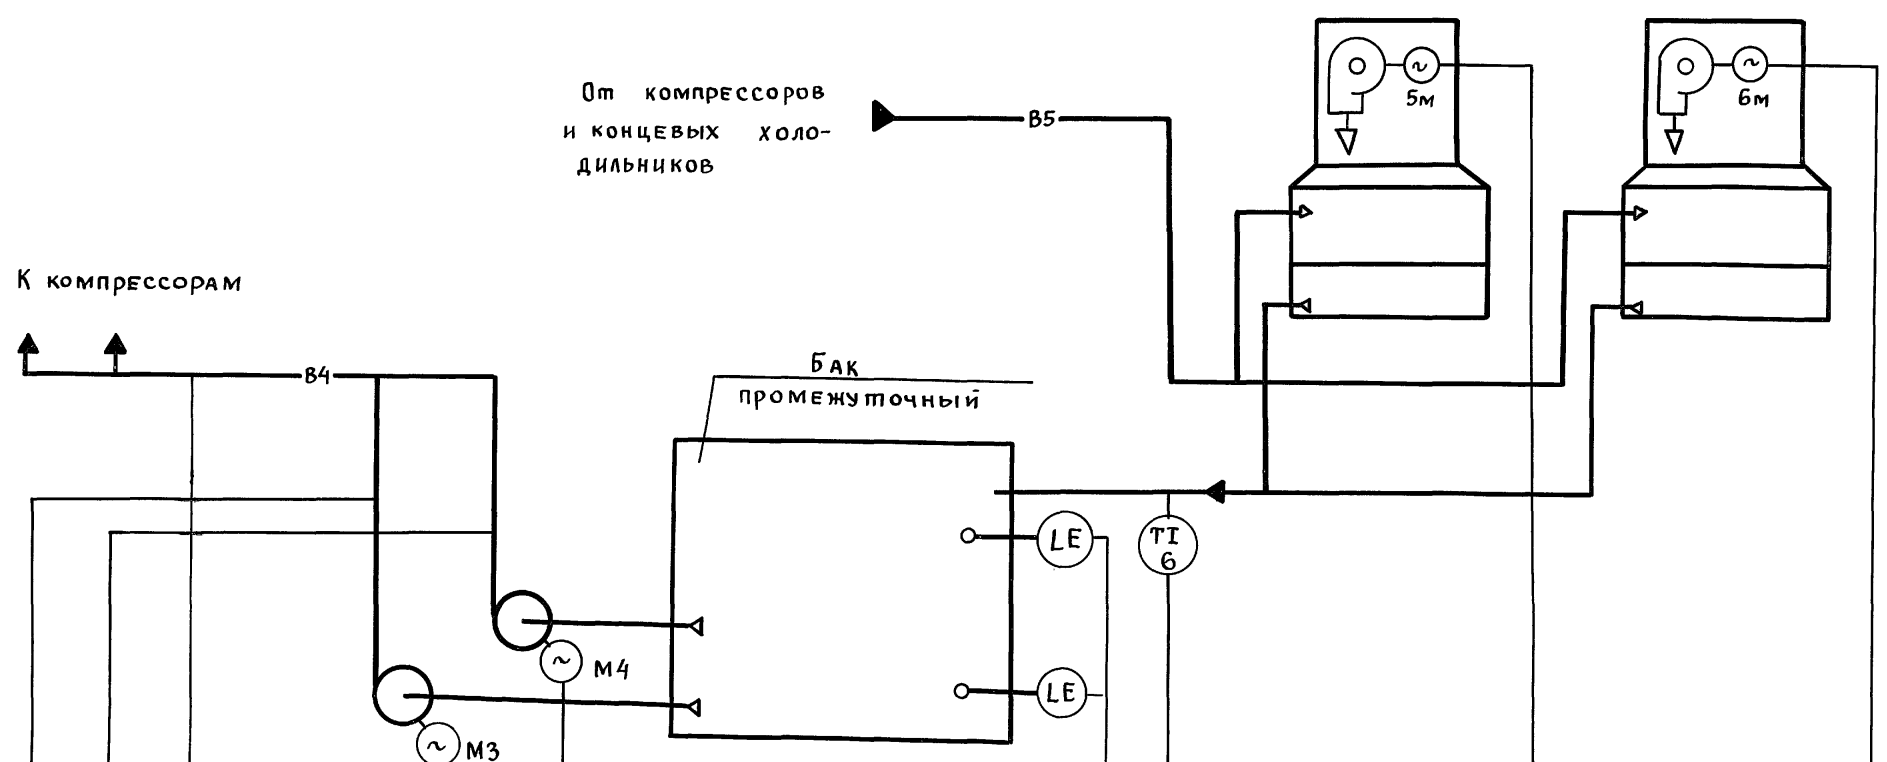 От компрессоров
и концевых холо-
дильников
В5
5м
6м
К компрессорам
В4
Бак
промежуточный
LE
TI
6
М4
LE
М3